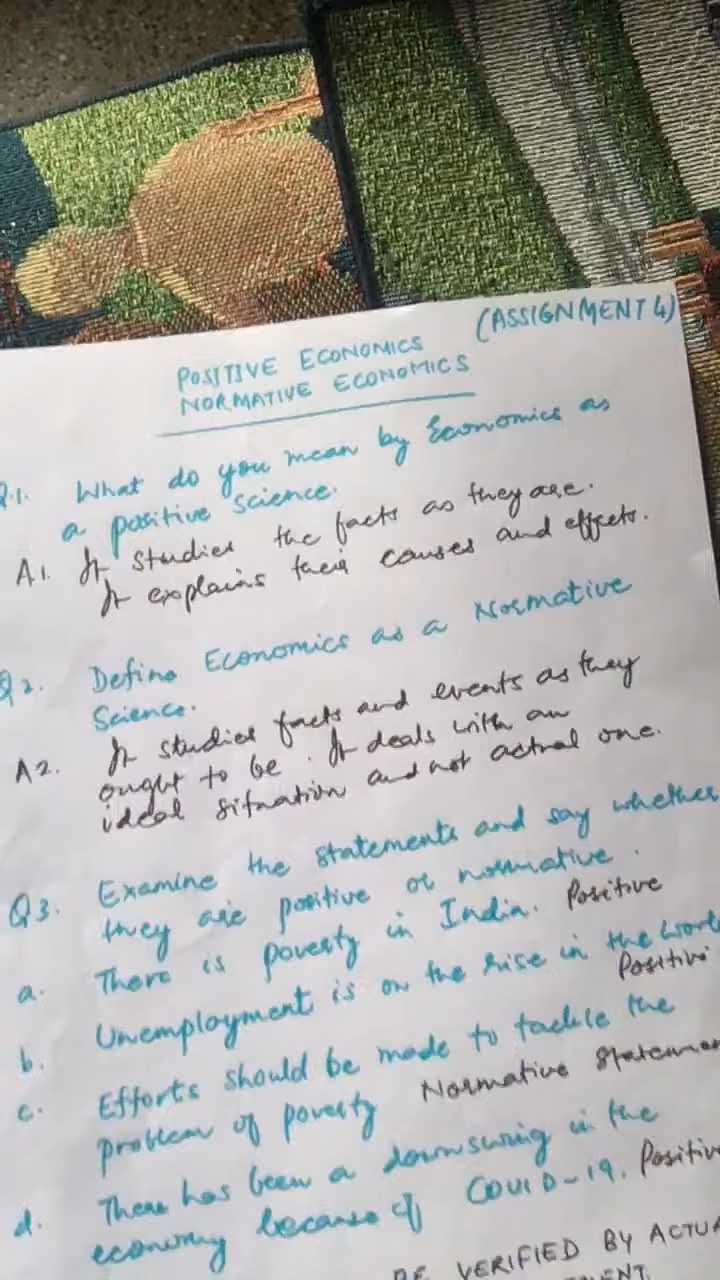 (ASSIGNMENT 4)
POSITIVE ECONOMICS
NORMATIVE ECONOMICS
Q.1. What do you mean by Economics as
a positive science.
A1. It studies the facts as they are.
It explains their causes and effects.
Q2. Define Economics as a Normative
Science.
A2. It studies facts and events as they
ought to be. It deals with an
ideal situation and not actual one.
Q3. Examine the statements and say whether
they are positive or normative.
a. There is poverty in India. Positive
b. Unemployment is on the rise in the worl
Positive
c. Efforts should be made to tackle the
problem of poverty Normative Statemen
d. There has been a downswing in the
economy because of COVID-19. Positive
BE VERIFIED BY ACTUA